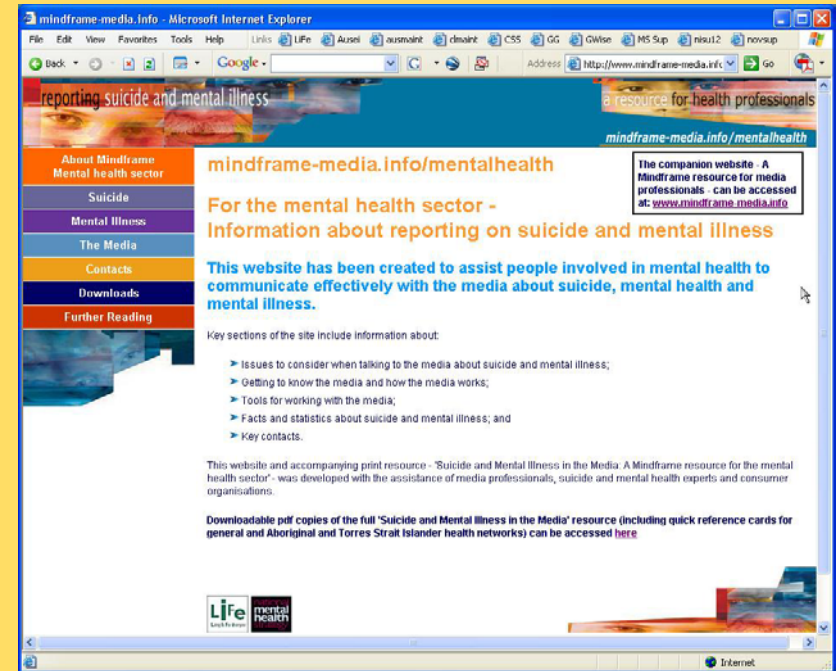 mindframe-media.info - Microsoft Internet Explorer
File Edit View Favorites Tools Help Links LiFe Ausei ausmaint dmaint CSS GG GWise MS Sup nisu12 novsup
Back Google Address http://www.mindframe-media.info Go
reporting suicide and mental illness
a resource for health professionals
mindframe-media.info/mentalhealth
About Mindframe
Mental health sector
Suicide
Mental Illness
The Media
Contacts
Downloads
Further Reading
mindframe-media.info/mentalhealth
The companion website - A
Mindframe resource for media
professionals - can be accessed
at: www.mindframe-media.info
For the mental health sector -
Information about reporting on suicide and mental illness
This website has been created to assist people involved in mental health to
communicate effectively with the media about suicide, mental health and
mental illness.
Key sections of the site include information about:
➤ Issues to consider when talking to the media about suicide and mental illness;
➤ Getting to know the media and how the media works;
➤ Tools for working with the media;
➤ Facts and statistics about suicide and mental illness; and
➤ Key contacts.
This website and accompanying print resource - 'Suicide and Mental Illness in the Media: A Mindframe resource for the mental
health sector' - was developed with the assistance of media professionals, suicide and mental health experts and consumer
organisations.
Downloadable pdf copies of the full 'Suicide and Mental Illness in the Media' resource (including quick reference cards for
general and Aboriginal and Torres Strait Islander health networks) can be accessed here
LiFe
national
mental
health
strategy
Internet